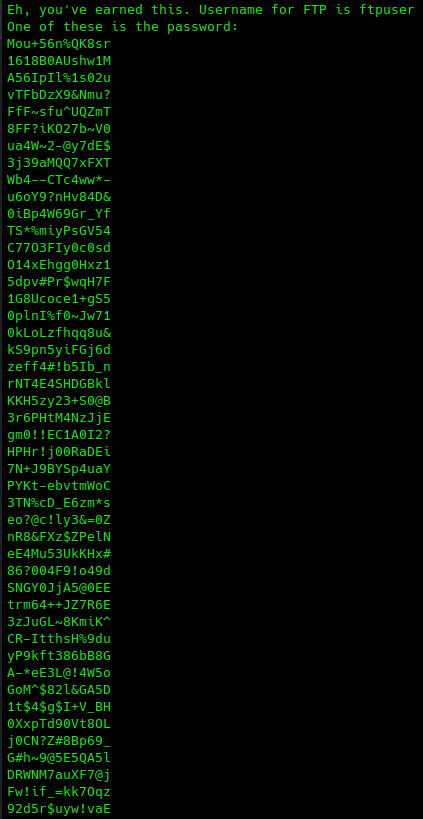 Eh, you've earned this. Username for FTP is ftpuser
One of these is the password:
Mou+56n%QK8sr
1618B0AUshw1M
A56IpIl%1s02u
vTFbDzX9&Nmu?
FfF~sfu^UQZmT
8FF?iKO27b~V0
ua4W~2-@y7dE$
3j39aMQQ7xFXT
Wb4--CTc4ww*-
u6oY9?nHv84D&
0iBp4W69Gr_Yf
TS*%miyPsGV54
C77O3FIy0c0sd
O14xEhgg0Hxz1
5dpv#Pr$wqH7F
1G8Ucoce1+gS5
0plnI%f0~Jw71
0kLoLzfhqq8u&
kS9pn5yiFGj6d
zeff4#!b5Ib_n
rNT4E4SHDGBkl
KKH5zy23+S0@B
3r6PHtM4NzJjE
gm0!!EC1A0I2?
HPHr!j00RaDEi
7N+J9BYSp4uaY
PYKt-ebvtmWoC
3TN%cD_E6zm*s
eo?@c!ly3&=0Z
nR8&FXz$ZPelN
eE4Mu53UkKHx#
86?004F9!o49d
SNGY0JjA5@0EE
trm64++JZ7R6E
3zJuGL~8KmiK^
CR-ItthsH%9du
yP9kft386bB8G
A-*eE3L@!4W5o
GoM^$82l&GA5D
1t$4$g$I+V_BH
0XxpTd90Vt8OL
j0CN?Z#8Bp69_
G#h~9@5E5QA5l
DRWNM7auXF7@j
Fw!if_=kk7Oqz
92d5r$uyw!vaE